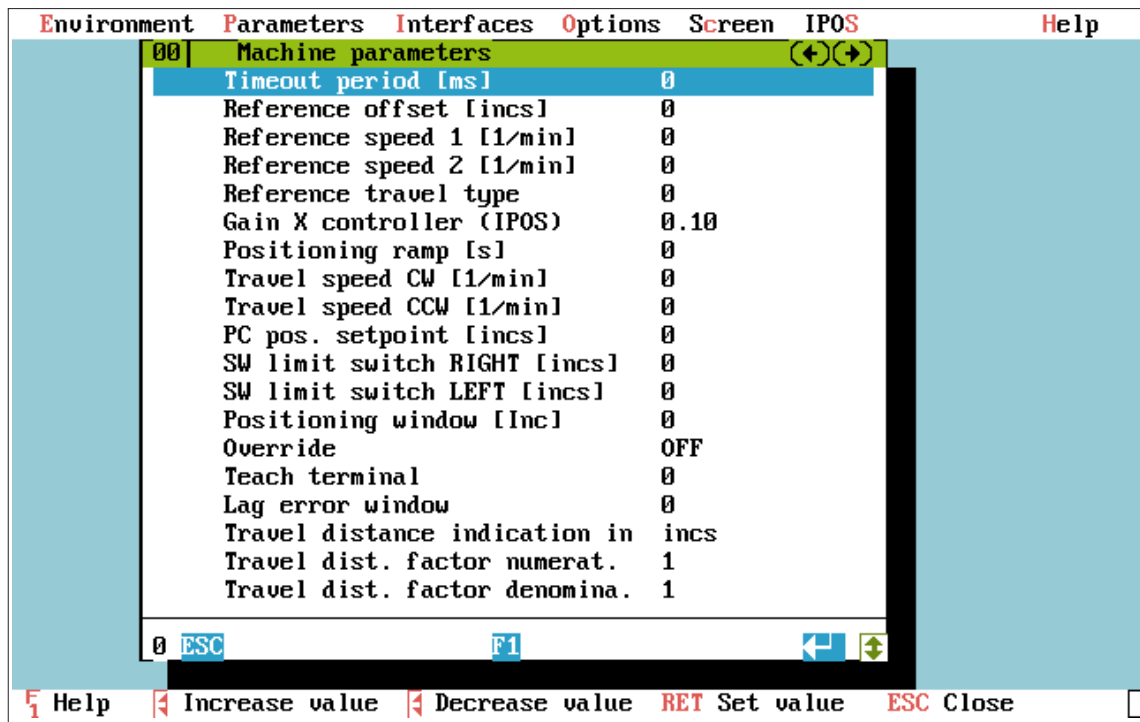 Environment Parameters Interfaces Options Screen IPOS Help
00 Machine parameters (←)(→)
Timeout period [ms] 0
Reference offset [incs] 0
Reference speed 1 [1/min] 0
Reference speed 2 [1/min] 0
Reference travel type 0
Gain X controller (IPOS) 0.10
Positioning ramp [s] 0
Travel speed CW [1/min] 0
Travel speed CCW [1/min] 0
PC pos. setpoint [incs] 0
SW limit switch RIGHT [incs] 0
SW limit switch LEFT [incs] 0
Positioning window [Inc] 0
Override OFF
Teach terminal 0
Lag error window 0
Travel distance indication in incs
Travel dist. factor numerat. 1
Travel dist. factor denomina. 1
0 ESC F1
F1 Help Increase value Decrease value RET Set value ESC Close